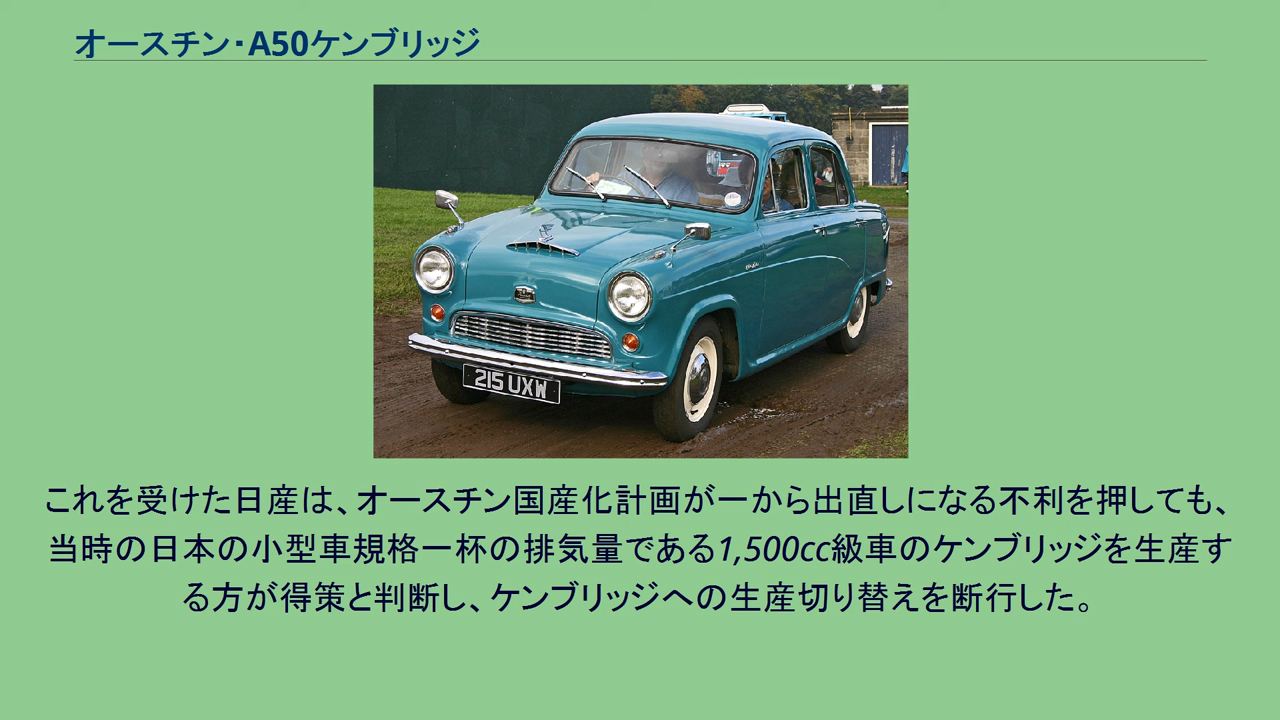 オースチン・A50ケンブリッジ
215 UXW
これを受けた日産は、オースチン国産化計画が一から出直しになる不利を押しても、
当時の日本の小型車規格一杯の排気量である1,500cc級車のケンブリッジを生産す
る方が得策と判断し、ケンブリッジへの生産切り替えを断行した。